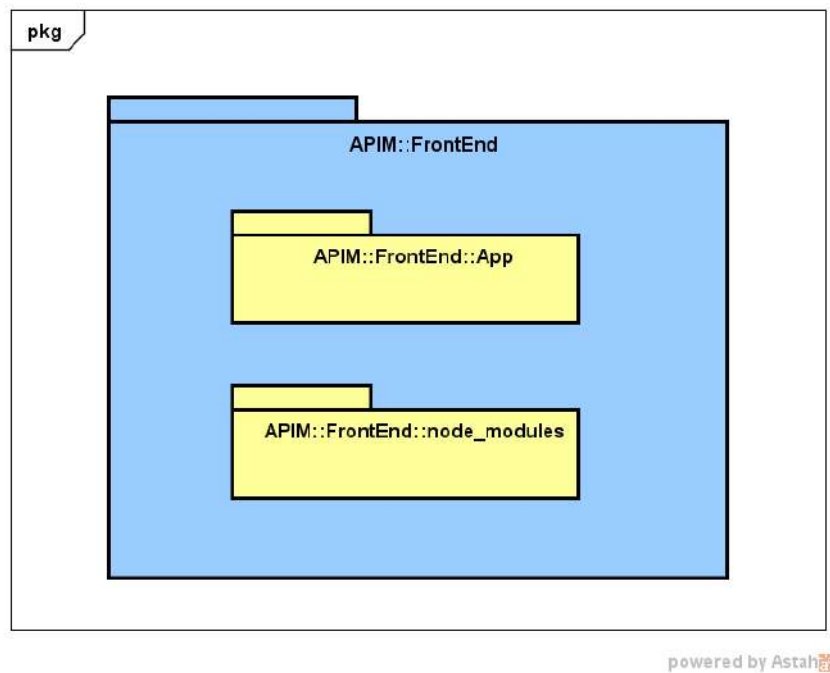 pkg
APIM::FrontEnd
APIM::FrontEnd::App
APIM::FrontEnd::node_modules
powered by Astah